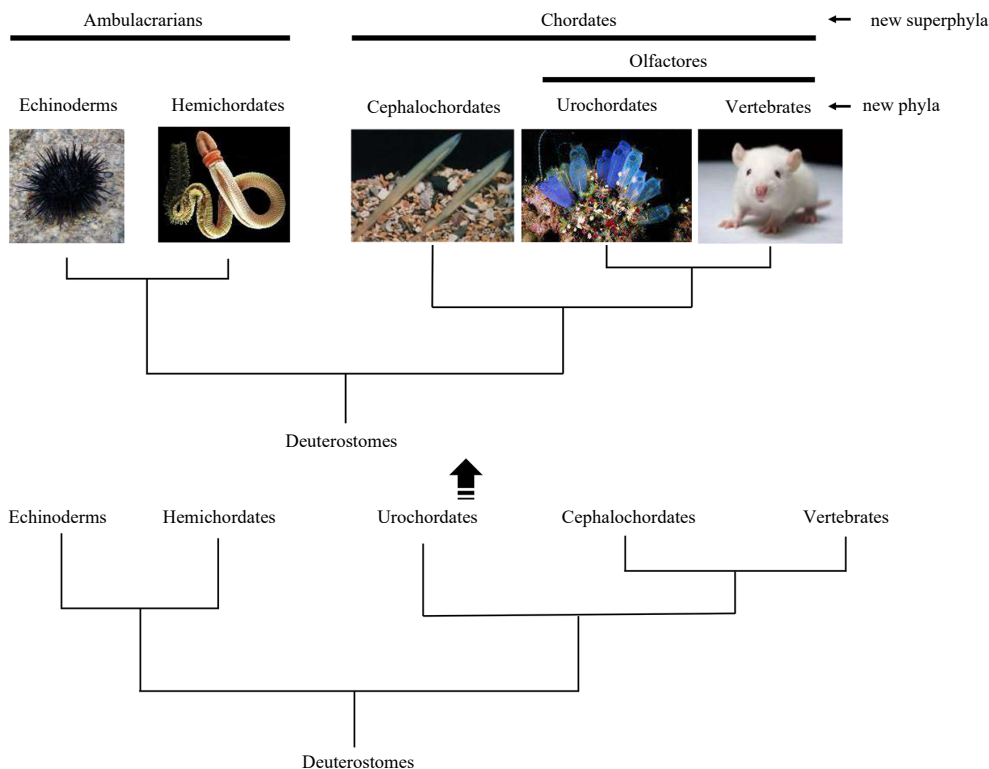 Ambulacrarians
Chordates
new superphyla
Olfactores
Echinoderms
Hemichordates
Cephalochordates
Urochordates
Vertebrates
new phyla
Deuterostomes
Echinoderms
Hemichordates
Urochordates
Cephalochordates
Vertebrates
Deuterostomes